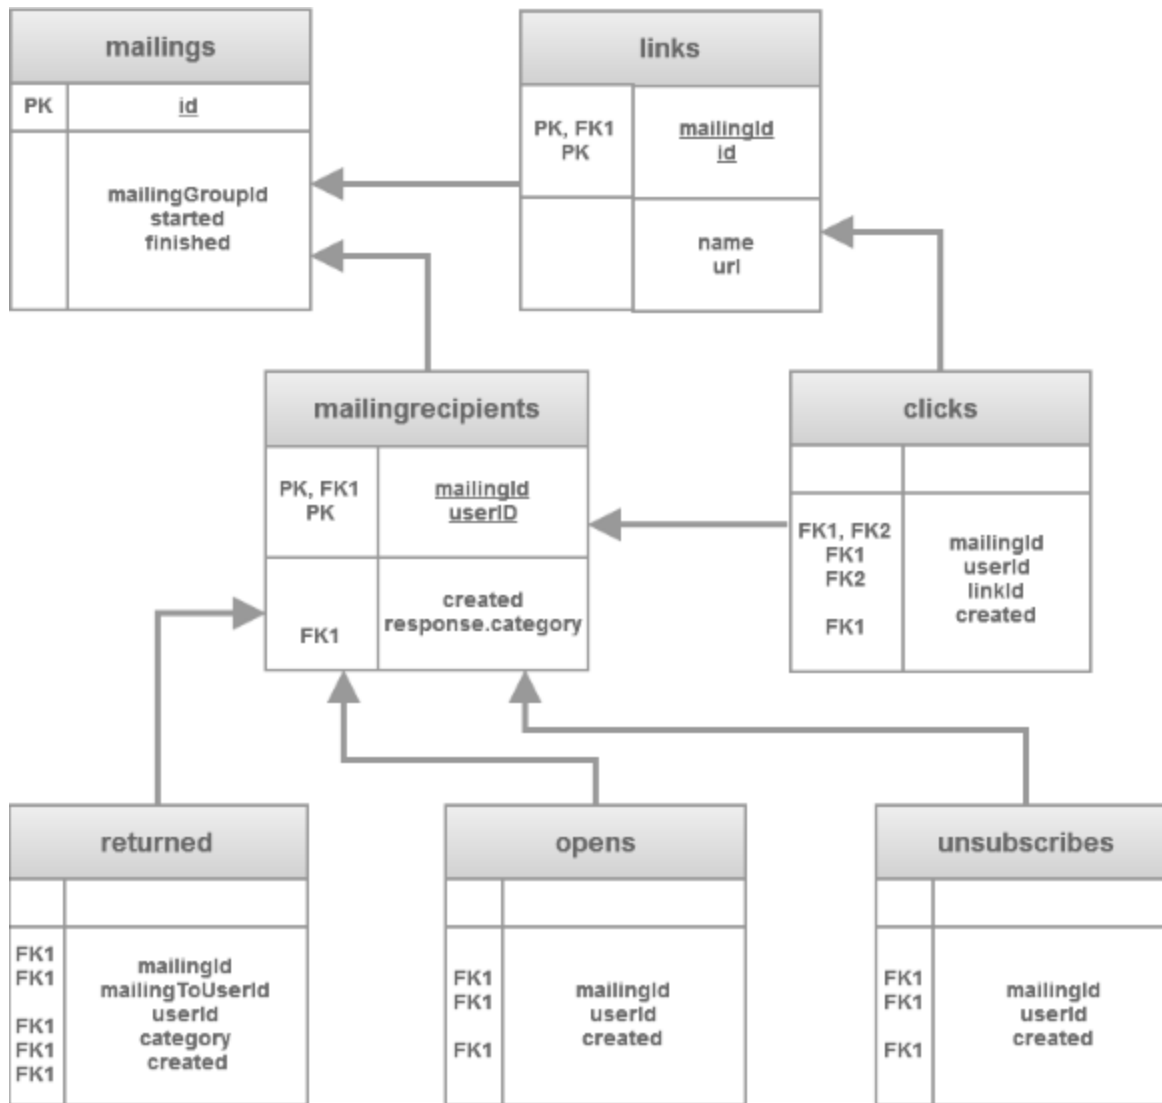 mailings
PK id
mailingGroupId
started
finished
links
PK, FK1 mailingId
PK id
name
url
mailingrecipients
PK, FK1 mailingId
PK userID
created
FK1 response.category
clicks
FK1, FK2 mailingId
FK1 userId
FK2 linkId
FK1 created
returned
FK1 mailingId
FK1 mailingToUserId
FK1 userId
FK1 category
FK1 created
opens
FK1 mailingId
FK1 userId
FK1 created
unsubscribes
FK1 mailingId
FK1 userId
FK1 created